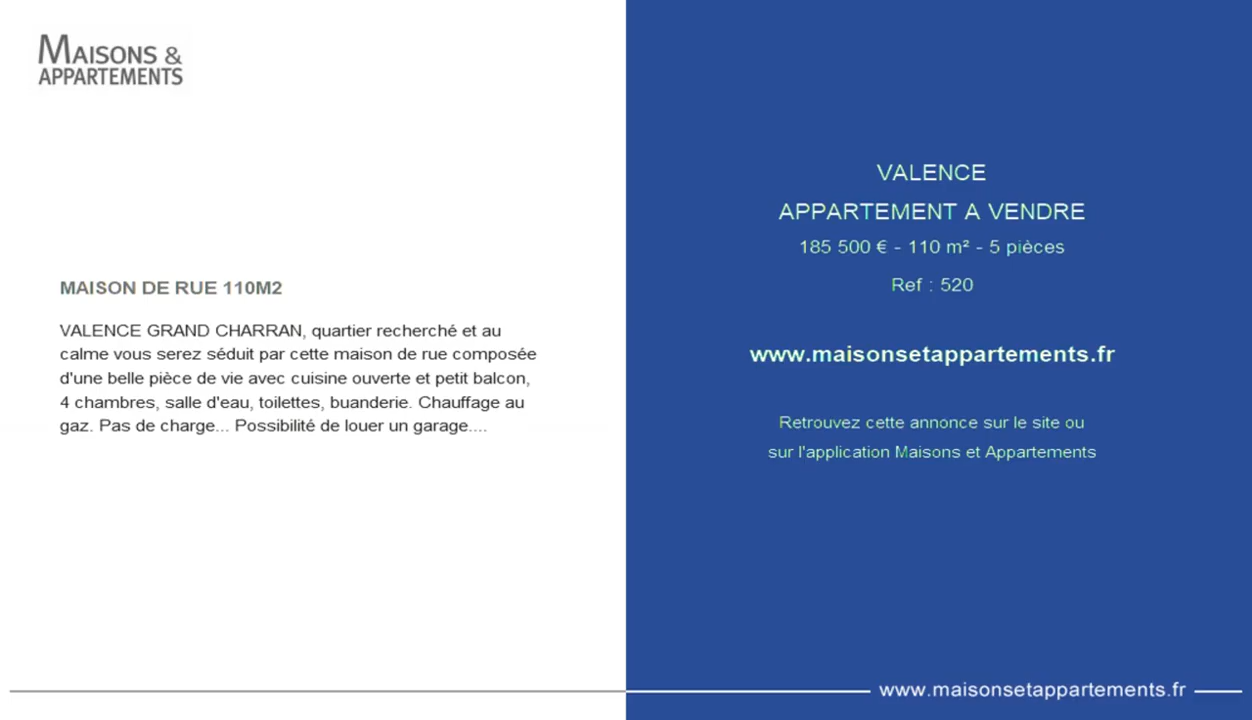 MAISONS &
APPARTEMENTS
MAISON DE RUE 110M2
VALENCE GRAND CHARRAN, quartier recherché et au
calme vous serez séduit par cette maison de rue composée
d'une belle pièce de vie avec cuisine ouverte et petit balcon,
4 chambres, salle d'eau, toilettes, buanderie. Chauffage au
gaz. Pas de charge... Possibilité de louer un garage....
VALENCE
APPARTEMENT A VENDRE
185 500 € - 110 m² - 5 pièces
Ref : 520
www.maisonsetappartements.fr
Retrouvez cette annonce sur le site ou
sur l'application Maisons et Appartements
www.maisonsetappartements.fr